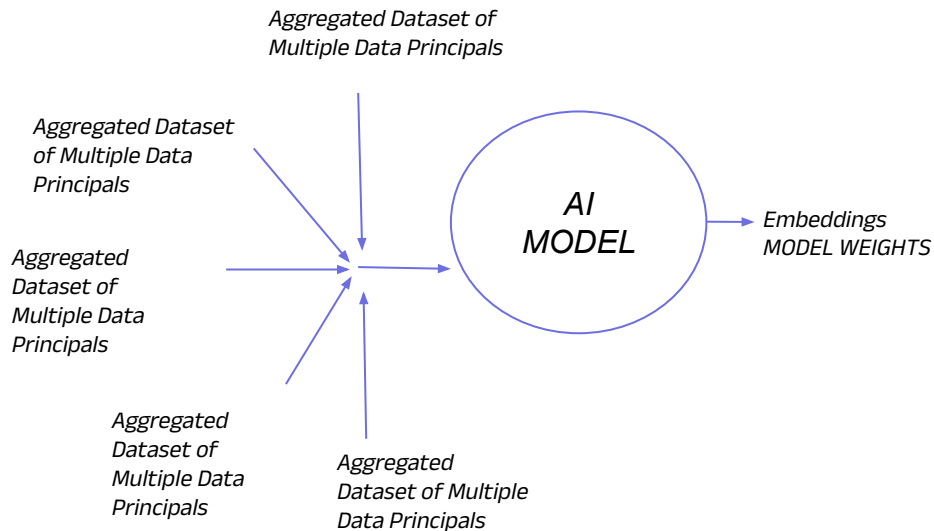 Aggregated Dataset of
Multiple Data Principals
Aggregated Dataset
of Multiple Data
Principals
Aggregated
Dataset of
Multiple Data
Principals
Aggregated
Dataset of
Multiple Data
Principals
Aggregated
Dataset of Multiple
Data Principals
AI
MODEL
Embeddings
MODEL WEIGHTS